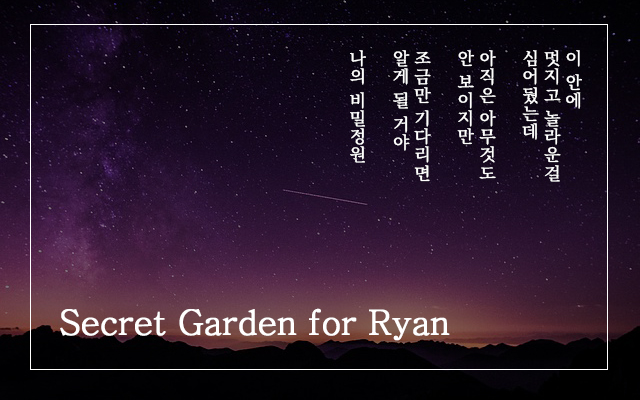 이 안에
멋지고 놀라운걸
심어뒀는데
아직은 아무것도
안 보이지만
조금만 기다리면
알게 될 거야
나의 비밀정원
Secret Garden for Ryan